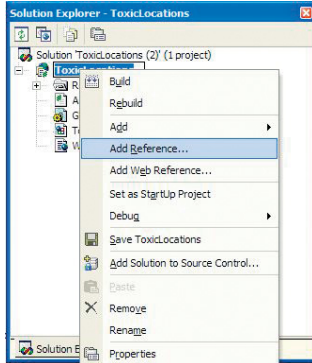 Solution Explorer - ToxicLocations
Solution 'ToxicLocations (2)' (1 project)
R
A
G
T
W
Build
Rebuild
Add
Add Reference...
Add Web Reference...
Set as StartUp Project
Debug
Save ToxicLocations
Add Solution to Source Control...
Paste
Remove
Rename
Properties
Solution E